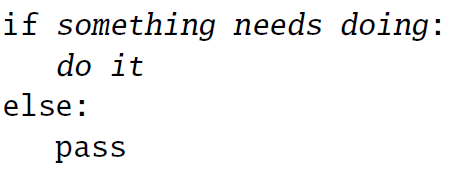 if something needs doing:
    do it
else:
    pass